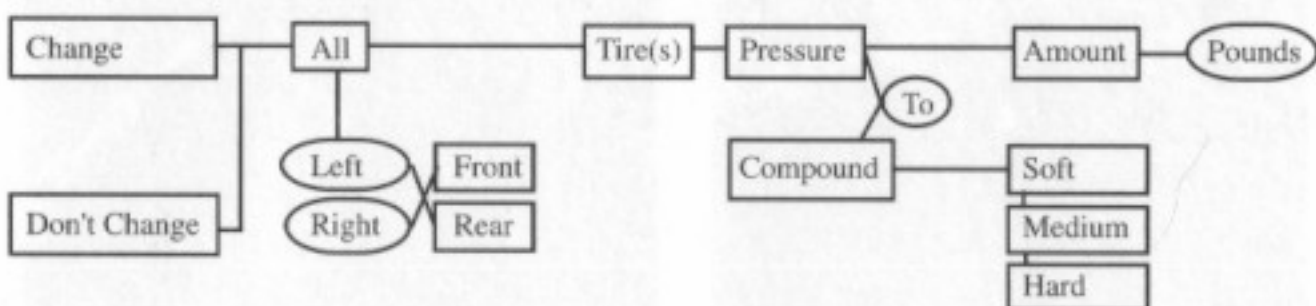 Change
All
Tire(s)
Pressure
Amount
Pounds
To
Left
Front
Compound
Soft
Don't Change
Right
Rear
Medium
Hard